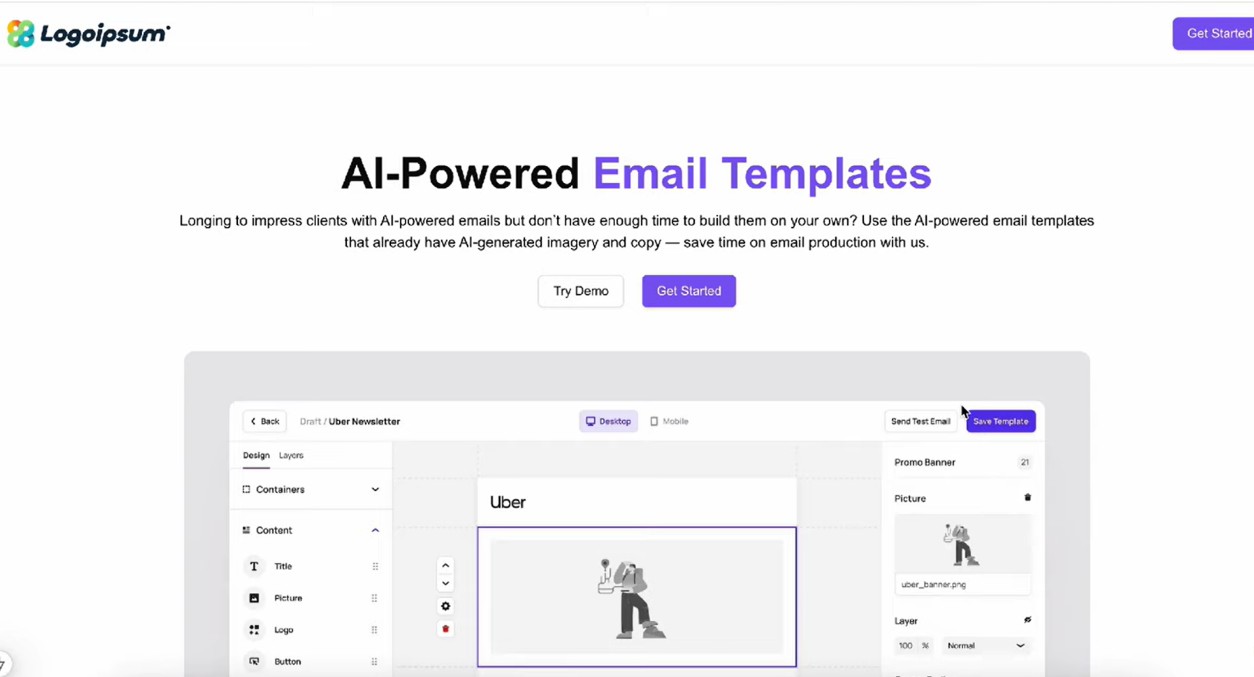 Logoipsum
Get Started
AI-Powered Email Templates
Longing to impress clients with AI-powered emails but don't have enough time to build them on your own? Use the AI-powered email templates
that already have AI-generated imagery and copy — save time on email production with us.
Try Demo
Get Started
Back
Draft / Uber Newsletter
Desktop
Mobile
Send Test Email
Save Template
Design
Layers
Containers
Content
Title
Picture
Logo
Button
Uber
Promo Banner
21
Picture
uber_banner.png
Layer
100 %
Normal